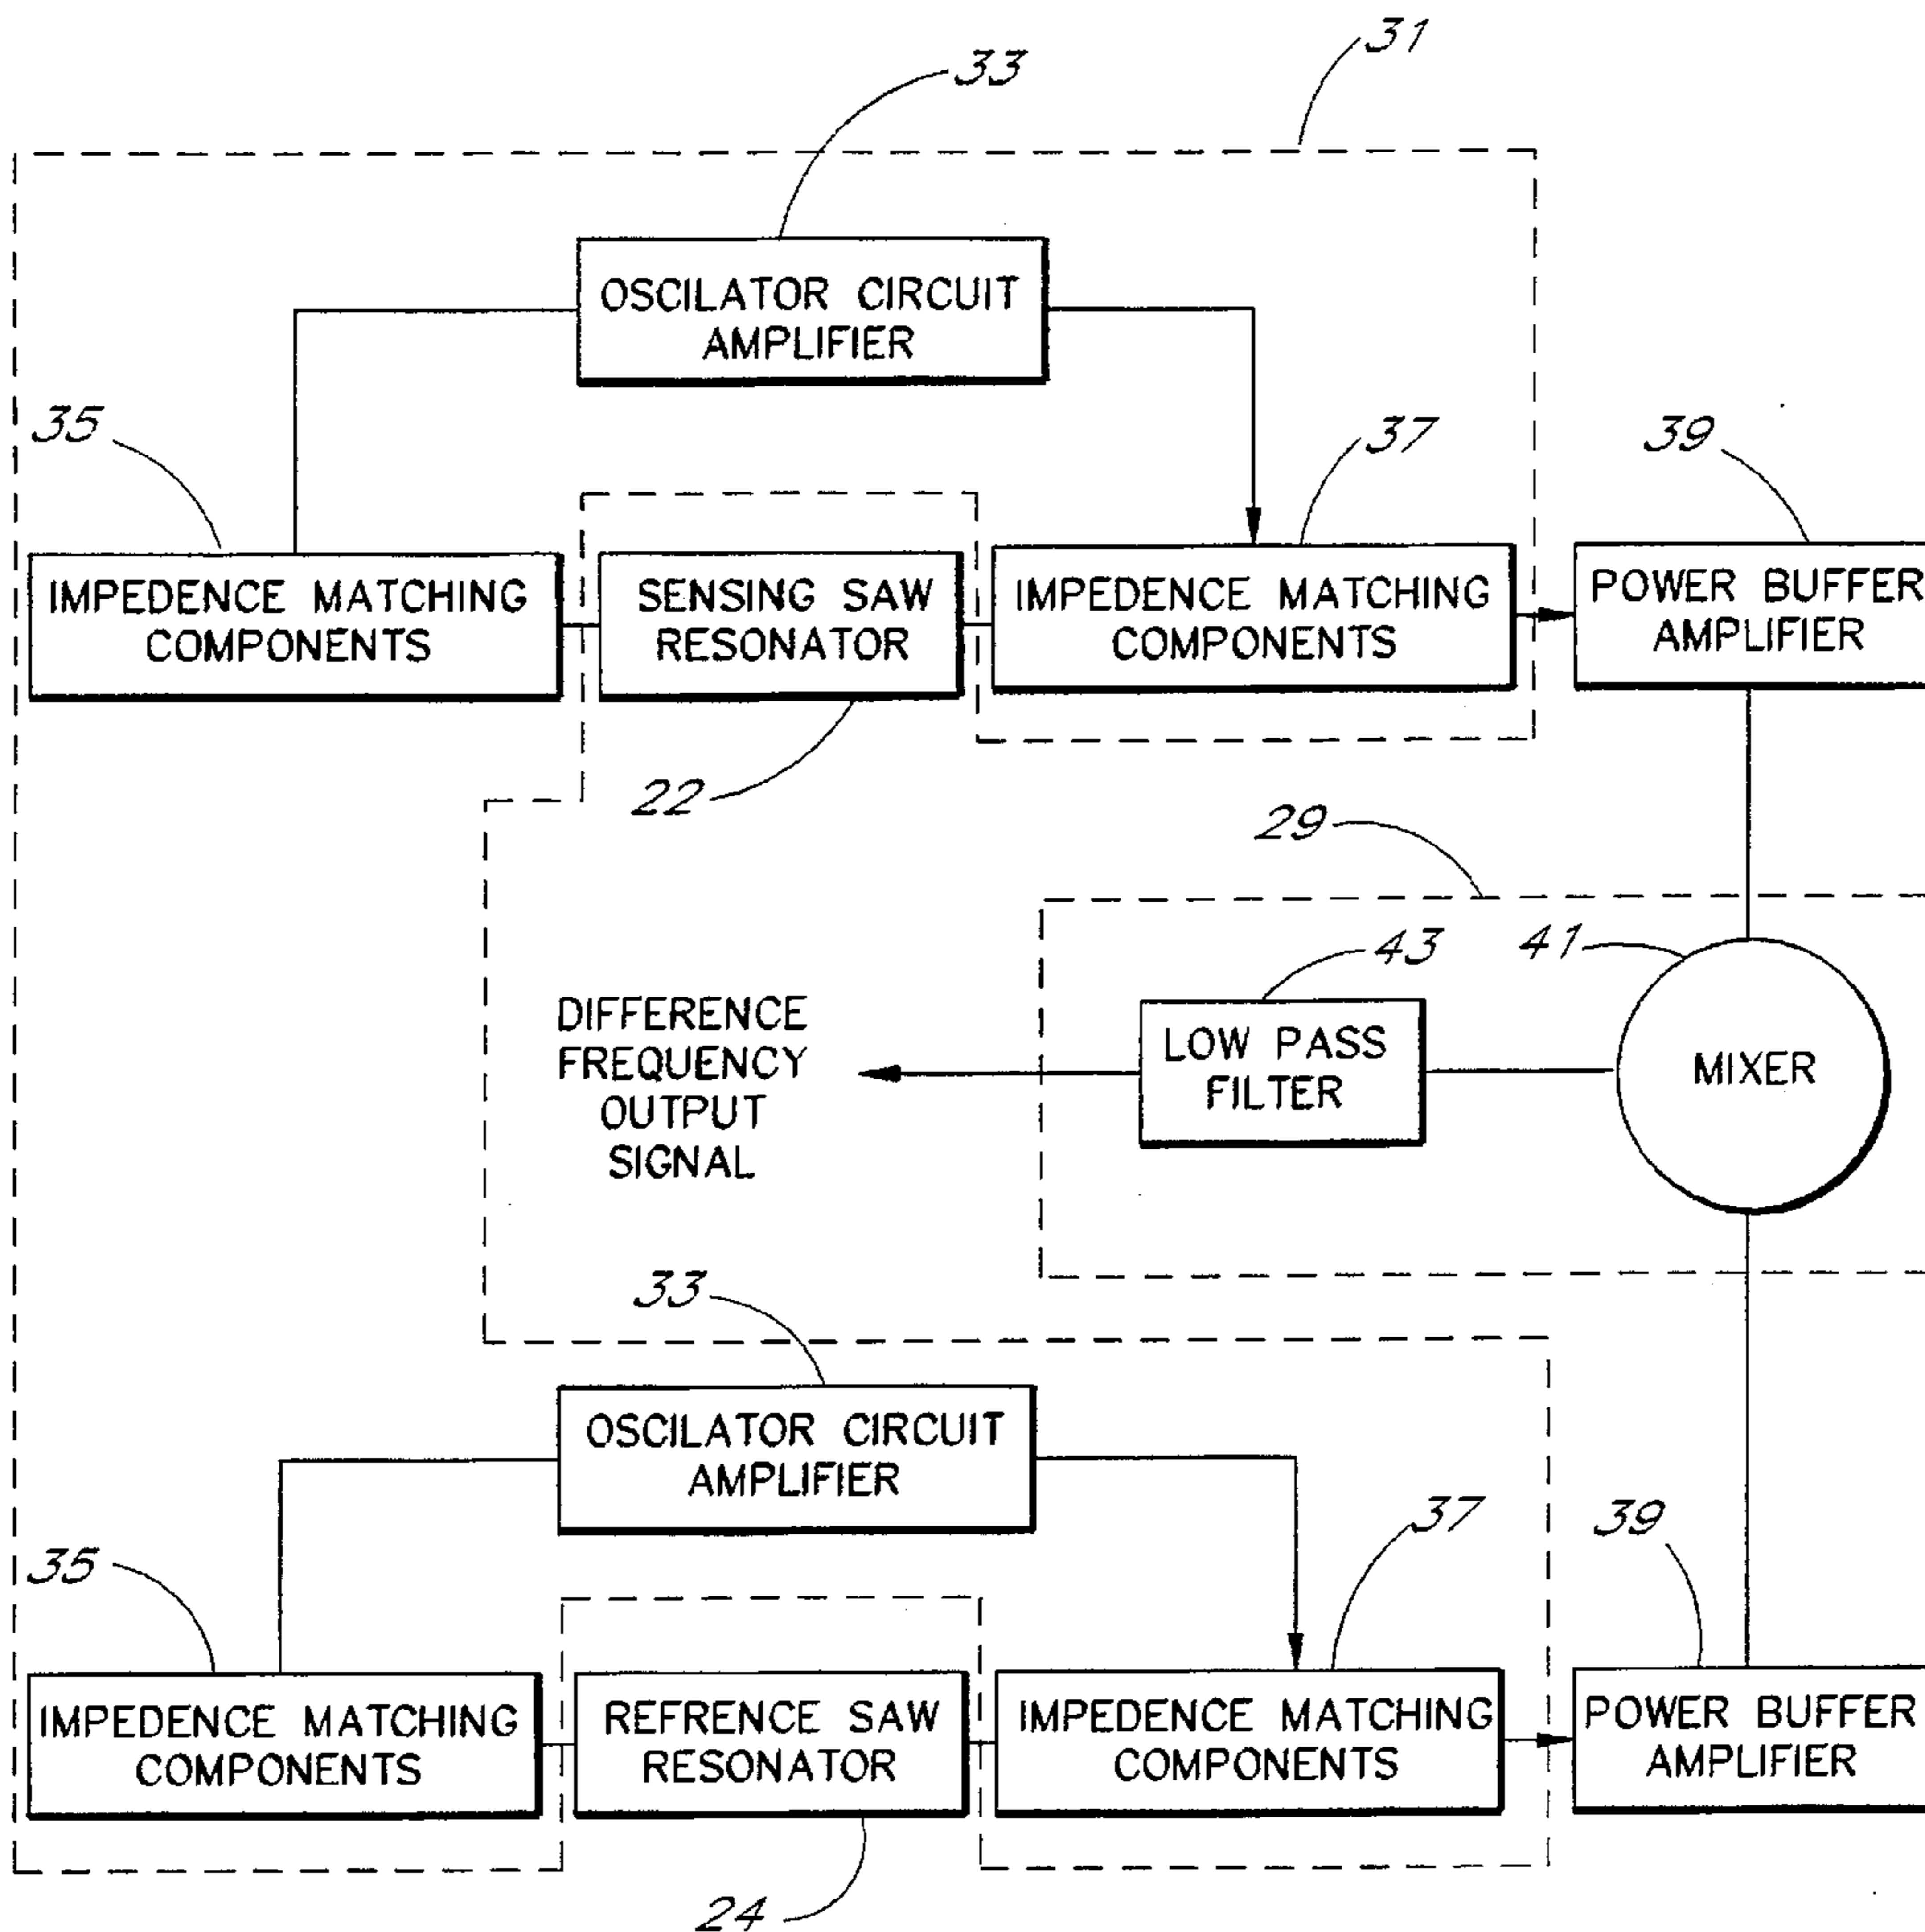 31
33
OSCILATOR CIRCUIT
AMPLIFIER
35
37
39
IMPEDENCE MATCHING
COMPONENTS
SENSING SAW
RESONATOR
IMPEDENCE MATCHING
COMPONENTS
POWER BUFFER
AMPLIFIER
22
29
43
41
DIFFERENCE
FREQUENCY
OUTPUT
SIGNAL
LOW PASS
FILTER
MIXER
33
OSCILATOR CIRCUIT
AMPLIFIER
35
37
39
IMPEDENCE MATCHING
COMPONENTS
REFRENCE SAW
RESONATOR
IMPEDENCE MATCHING
COMPONENTS
POWER BUFFER
AMPLIFIER
24